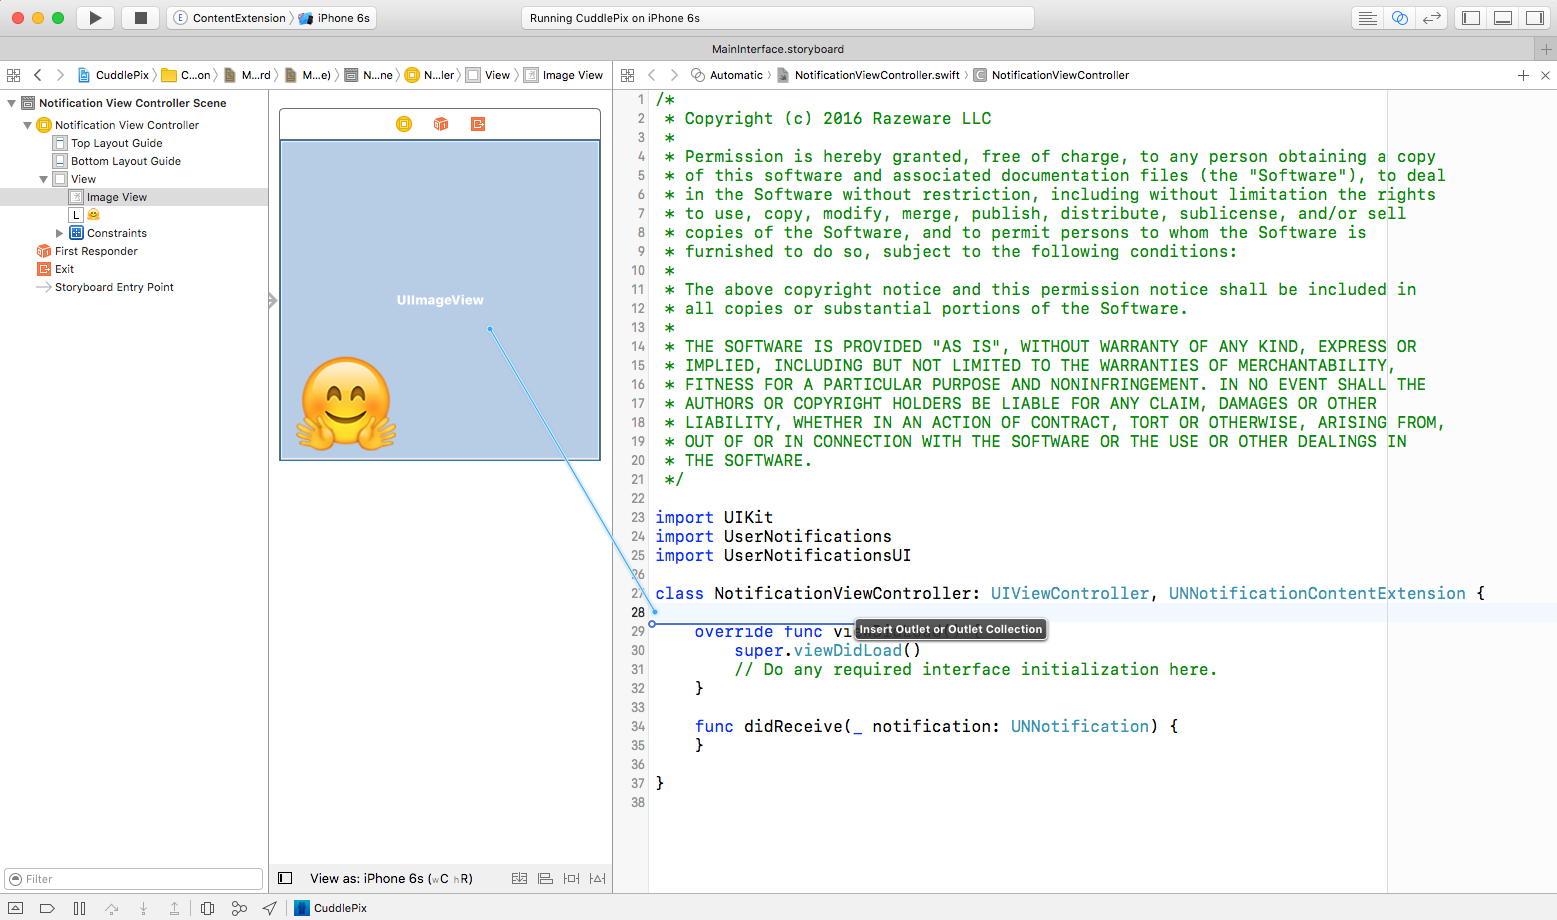 ContentExtension
iPhone 6s
Running CuddlePix on iPhone 6s
MainInterface.storyboard
CuddlePix
C...on
M...rd
M...e)
N...ne
N...ler
View
Image View
Automatic
NotificationViewController.swift
NotificationViewController
Notification View Controller Scene
Notification View Controller
Top Layout Guide
Bottom Layout Guide
View
Image View
L 🤗
Constraints
First Responder
Exit
Storyboard Entry Point
UIImageView
1 /*
2 * Copyright (c) 2016 Razeware LLC
3 *
4 * Permission is hereby granted, free of charge, to any person obtaining a copy
5 * of this software and associated documentation files (the "Software"), to deal
6 * in the Software without restriction, including without limitation the rights
7 * to use, copy, modify, merge, publish, distribute, sublicense, and/or sell
8 * copies of the Software, and to permit persons to whom the Software is
9 * furnished to do so, subject to the following conditions:
10 *
11 * The above copyright notice and this permission notice shall be included in
12 * all copies or substantial portions of the Software.
13 *
14 * THE SOFTWARE IS PROVIDED "AS IS", WITHOUT WARRANTY OF ANY KIND, EXPRESS OR
15 * IMPLIED, INCLUDING BUT NOT LIMITED TO THE WARRANTIES OF MERCHANTABILITY,
16 * FITNESS FOR A PARTICULAR PURPOSE AND NONINFRINGEMENT. IN NO EVENT SHALL THE
17 * AUTHORS OR COPYRIGHT HOLDERS BE LIABLE FOR ANY CLAIM, DAMAGES OR OTHER
18 * LIABILITY, WHETHER IN AN ACTION OF CONTRACT, TORT OR OTHERWISE, ARISING FROM,
19 * OUT OF OR IN CONNECTION WITH THE SOFTWARE OR THE USE OR OTHER DEALINGS IN
20 * THE SOFTWARE.
21 */
22
23 import UIKit
24 import UserNotifications
25 import UserNotificationsUI
26
27 class NotificationViewController: UIViewController, UNNotificationContentExtension {
28
Insert Outlet or Outlet Collection
29 override func
30 super.viewDidLoad()
31 // Do any required interface initialization here.
32 }
33
34 func didReceive(_ notification: UNNotification) {
35 }
36
37 }
38
Filter
View as: iPhone 6s (wC hR)
CuddlePix